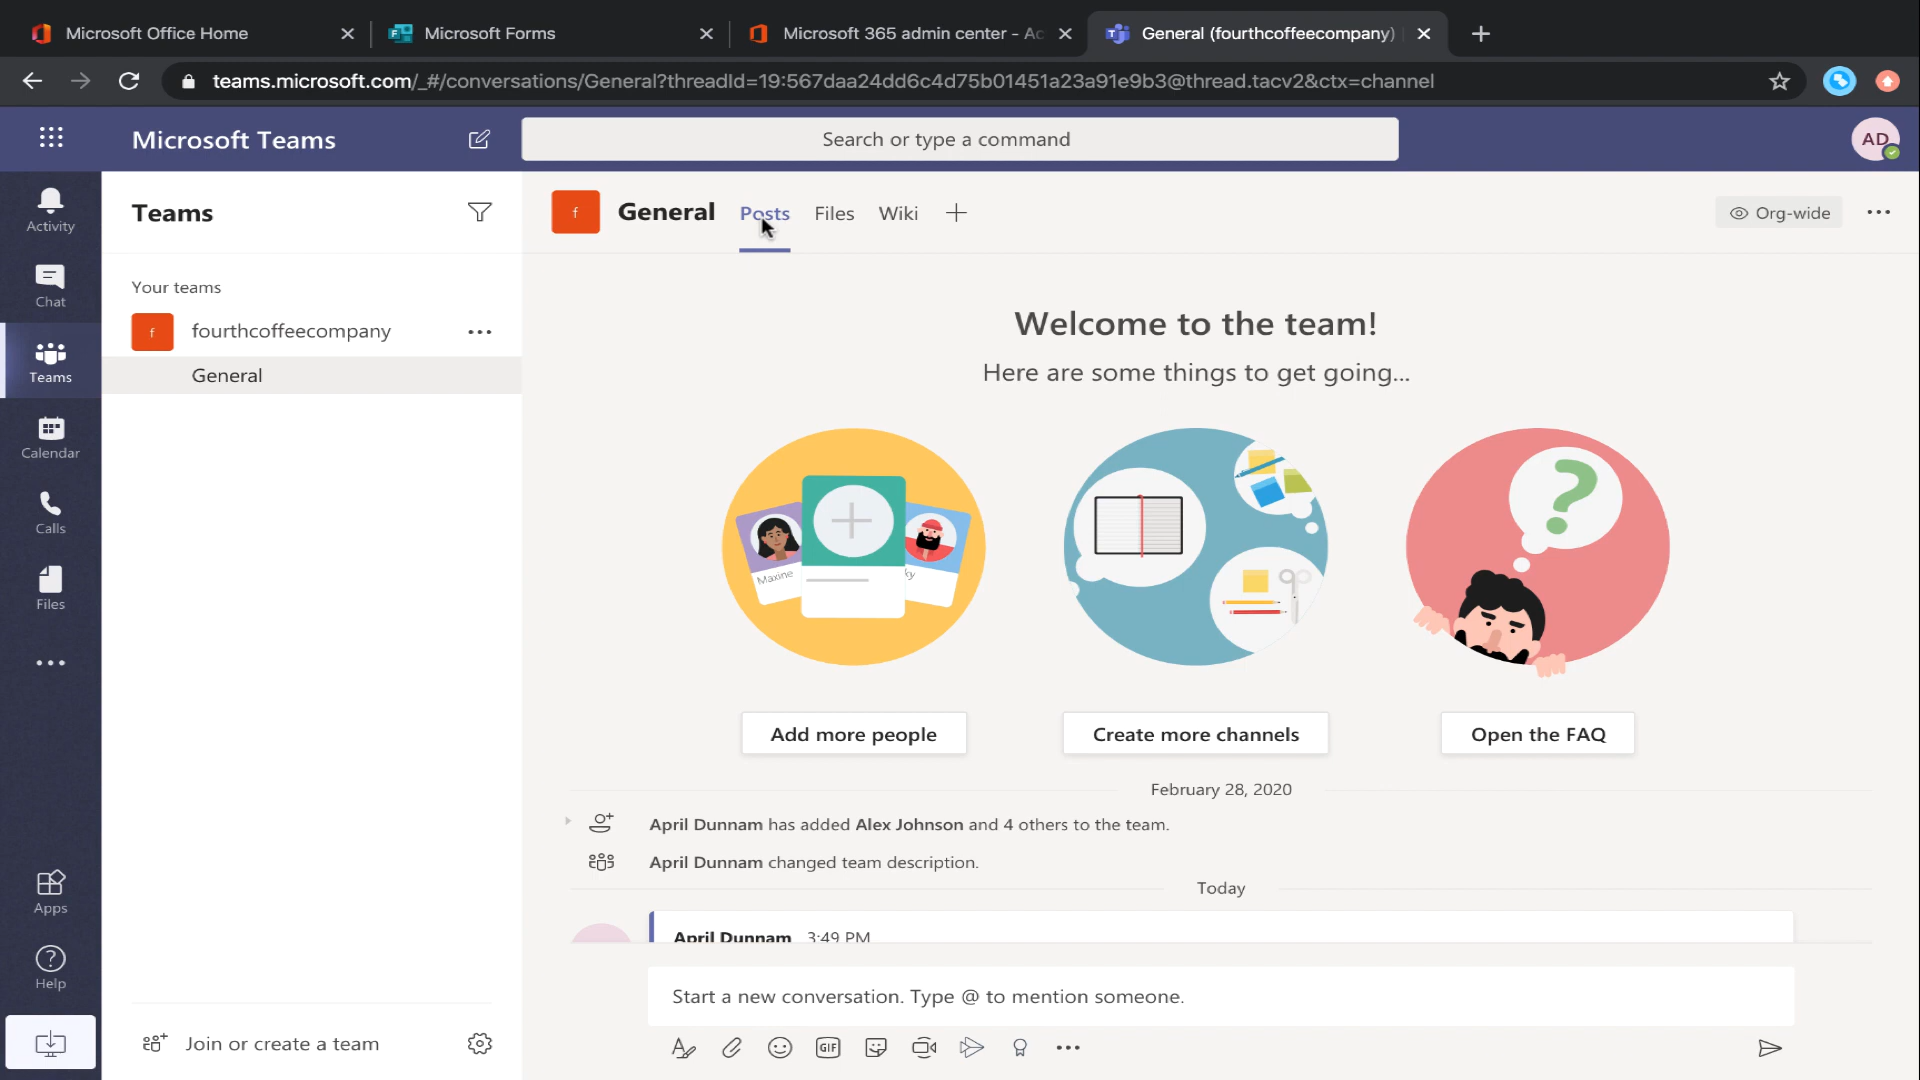 Microsoft Office Home
Microsoft Forms
Microsoft 365 admin center - Ac
General (fourthcoffeecompany)
teams.microsoft.com/_#/conversations/General?threadId=19:567daa24dd6c4d75b01451a23a91e9b3@thread.tacv2&ctx=channel
Microsoft Teams
Search or type a command
AD
Activity
Chat
Teams
Calendar
Calls
Files
Apps
Help
Teams
Your teams
f fourthcoffeecompany
General
Join or create a team
f General Posts Files Wiki
Org-wide
Welcome to the team!
Here are some things to get going...
Maxine
ky
Add more people
Create more channels
Open the FAQ
February 28, 2020
April Dunnam has added Alex Johnson and 4 others to the team.
April Dunnam changed team description.
Today
April Dunnam 3:49 PM
Start a new conversation. Type @ to mention someone.
GIF